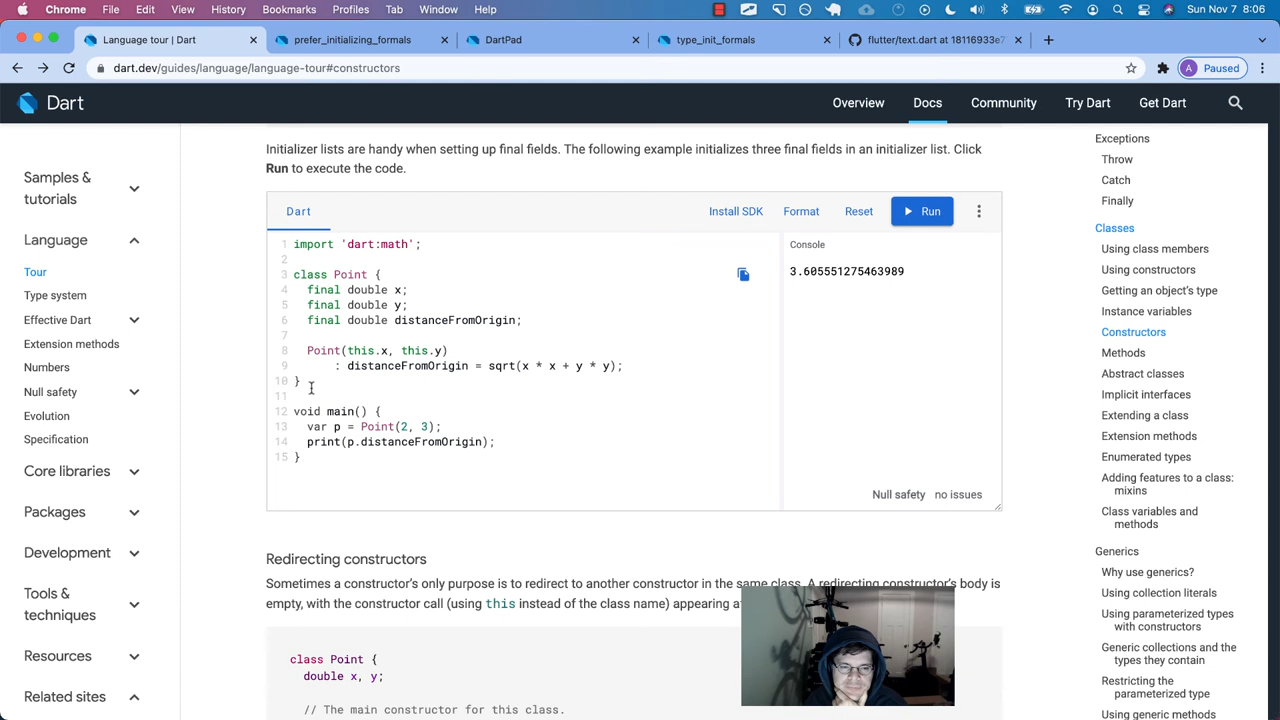 Chrome File Edit View History Bookmarks Profiles Tab Window Help Sun Nov 7 8:06
Language tour | Dart
prefer_initializing_formals
DartPad
type_init_formals
flutter/text.dart at 18116933e7
dart.dev/guides/language/language-tour#constructors
A Paused
Dart
Overview Docs Community Try Dart Get Dart
Samples &
tutorials
Language
Tour
Type system
Effective Dart
Extension methods
Numbers
Null safety
Evolution
Specification
Core libraries
Packages
Development
Tools &
techniques
Resources
Related sites
Initializer lists are handy when setting up final fields. The following example initializes three final fields in an initializer list. Click
Run to execute the code.
Dart Install SDK Format Reset Run
1 import 'dart:math';
2
3 class Point {
4 final double x;
5 final double y;
6 final double distanceFromOrigin;
7
8 Point(this.x, this.y)
9 : distanceFromOrigin = sqrt(x * x + y * y);
10 }
11
12 void main() {
13 var p = Point(2, 3);
14 print(p.distanceFromOrigin);
15 }
Console
3.605551275463989
Null safety no issues
Redirecting constructors
Sometimes a constructor's only purpose is to redirect to another constructor in the same class. A redirecting constructor's body is
empty, with the constructor call (using this instead of the class name) appearing
class Point {
double x, y;
// The main constructor for this class.
Exceptions
Throw
Catch
Finally
Classes
Using class members
Using constructors
Getting an object's type
Instance variables
Constructors
Methods
Abstract classes
Implicit interfaces
Extending a class
Extension methods
Enumerated types
Adding features to a class:
mixins
Class variables and
methods
Generics
Why use generics?
Using collection literals
Using parameterized types
with constructors
Generic collections and the
types they contain
Restricting the
parameterized type
Using generic methods